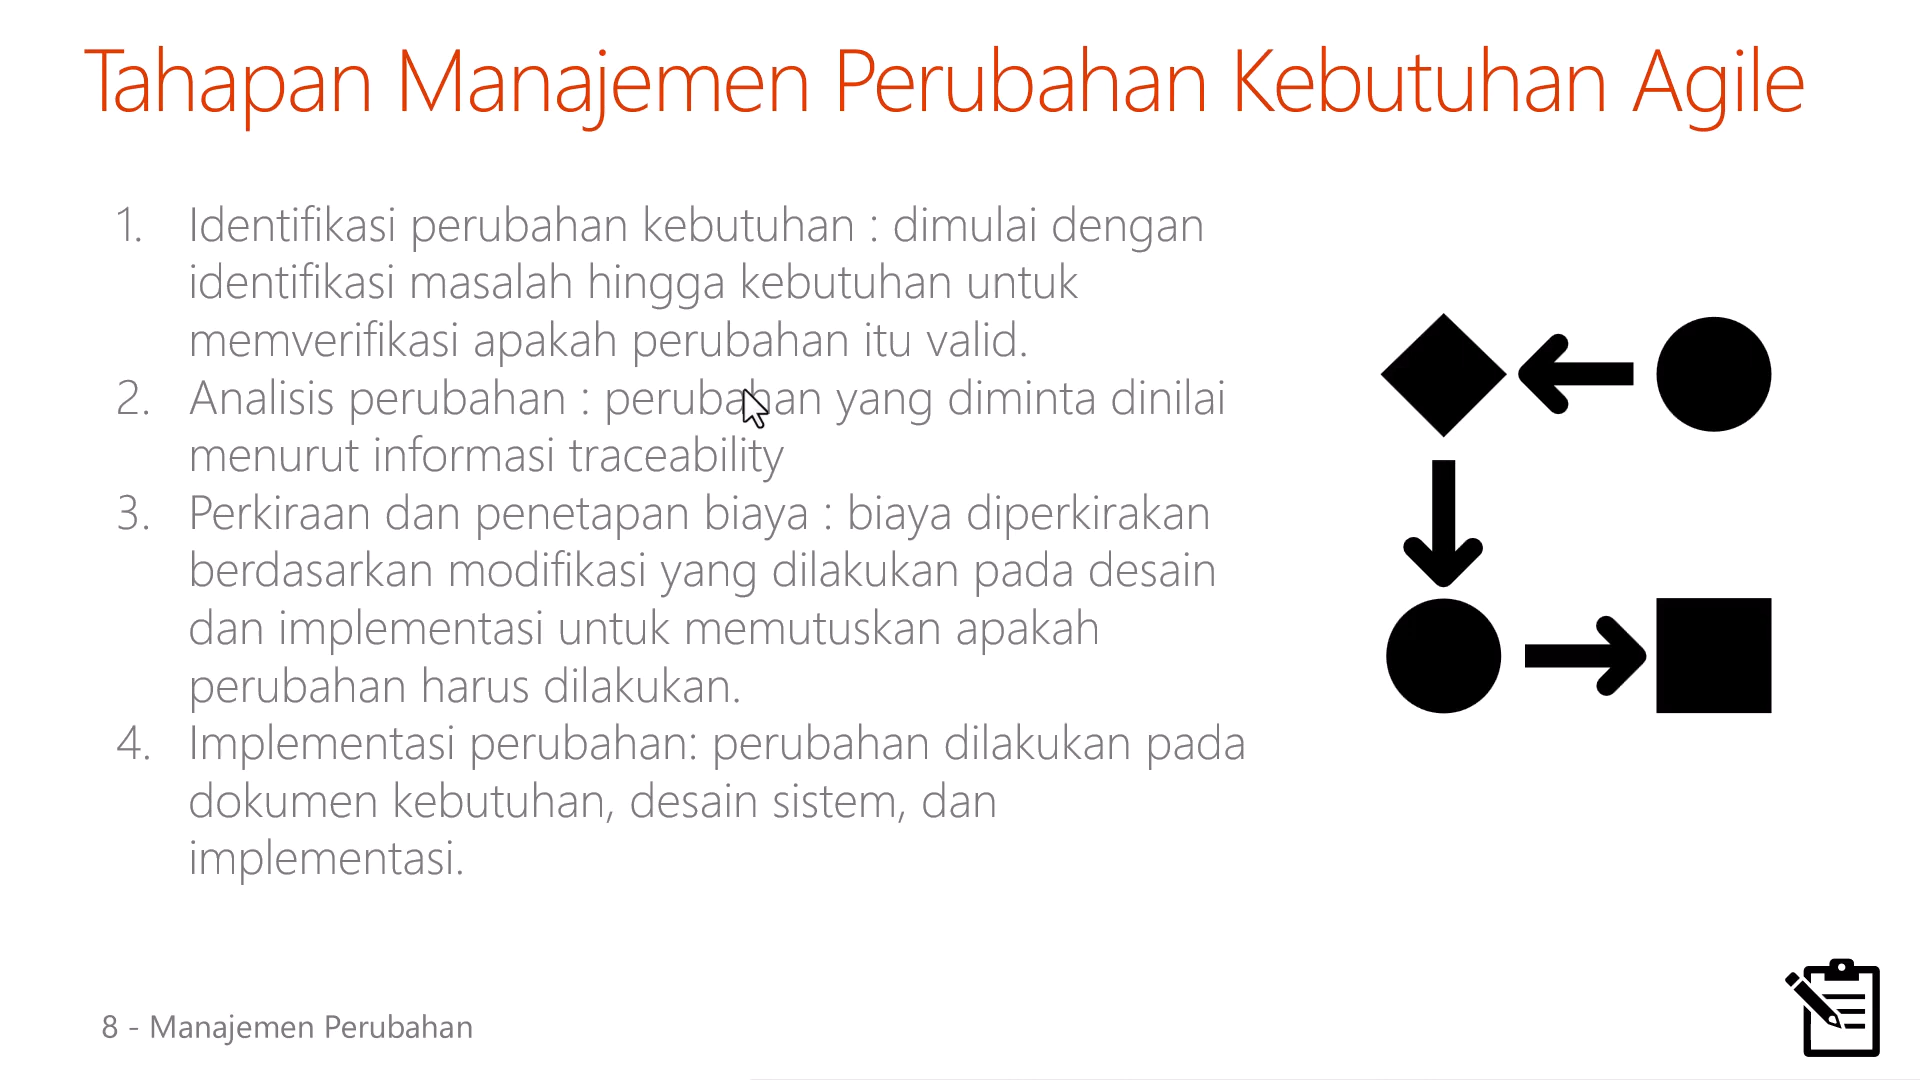 Tahapan Manajemen Perubahan Kebutuhan Agile
1. Identifikasi perubahan kebutuhan : dimulai dengan
identifikasi masalah hingga kebutuhan untuk
memverifikasi apakah perubahan itu valid.
2. Analisis perubahan : perubahan yang diminta dinilai
menurut informasi traceability
3. Perkiraan dan penetapan biaya : biaya diperkirakan
berdasarkan modifikasi yang dilakukan pada desain
dan implementasi untuk memutuskan apakah
perubahan harus dilakukan.
4. Implementasi perubahan: perubahan dilakukan pada
dokumen kebutuhan, desain sistem, dan
implementasi.
8 - Manajemen Perubahan